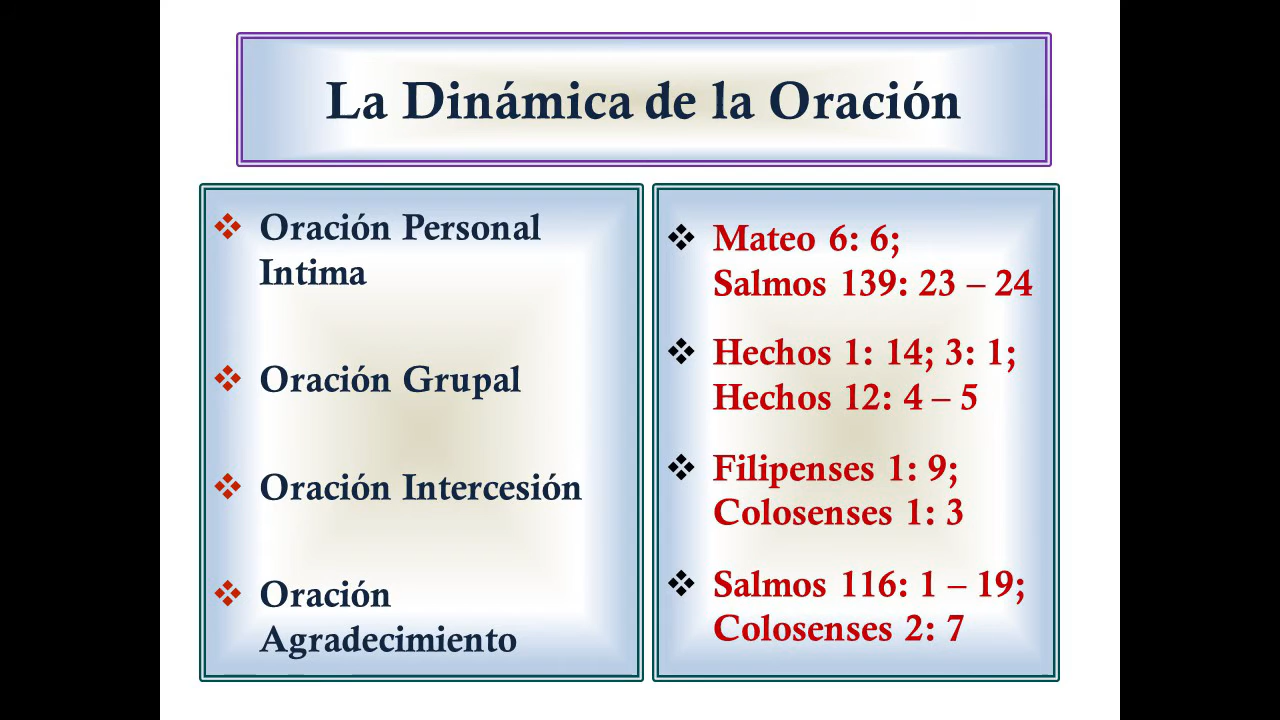 La Dinámica de la Oración
Oración Personal
Intima
Oración Grupal
Oración Intercesión
Oración
Agradecimiento
Mateo 6: 6;
Salmos 139: 23 – 24
Hechos 1: 14; 3: 1;
Hechos 12: 4 – 5
Filipenses 1: 9;
Colosenses 1: 3
Salmos 116: 1 – 19;
Colosenses 2: 7